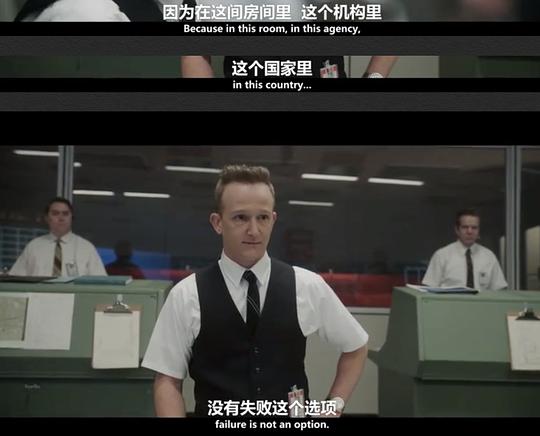 因为在这间房间里 这个机构里
Because in this room, in this agency,
这个国家里
in this country...
没有失败这个选项
failure is not an option.